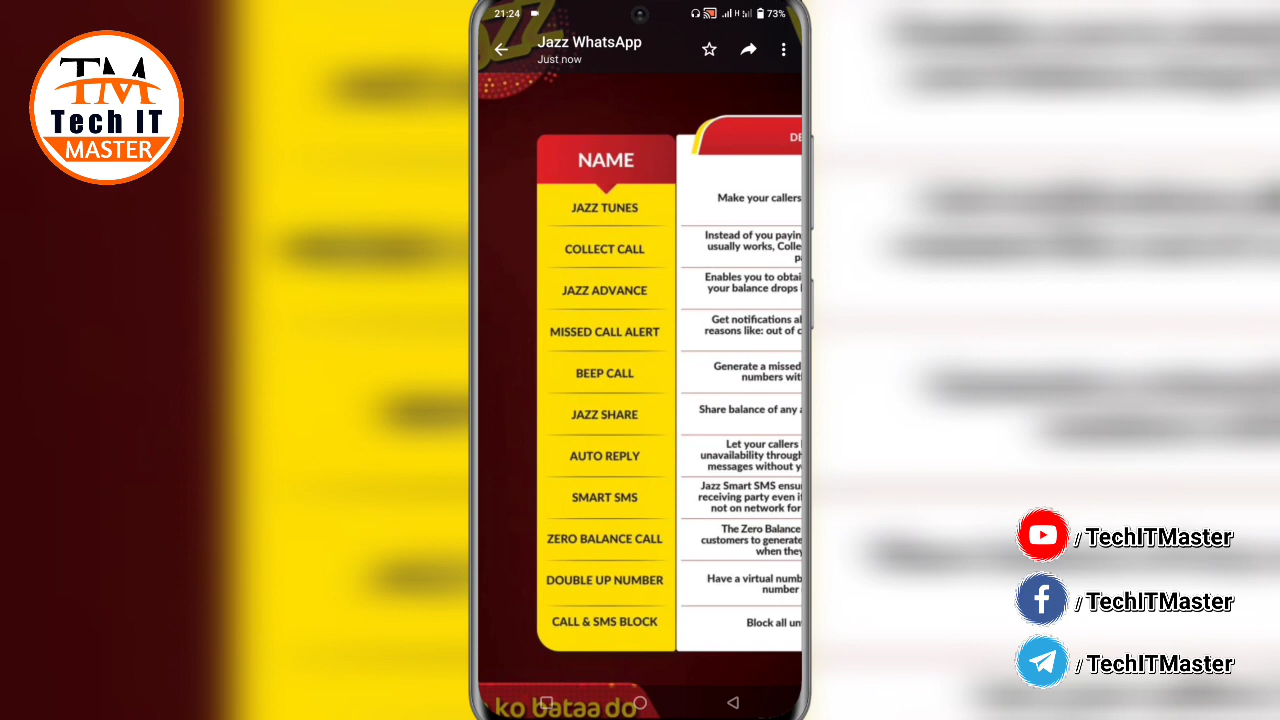 TM
Tech IT
MASTER
21:24
73%
Jazz WhatsApp
Just now
NAME
JAZZ TUNES
Make your callers
COLLECT CALL
Instead of you payin
usually works, Colle
JAZZ ADVANCE
Enables you to obtai
your balance drops
MISSED CALL ALERT
Get notifications al
reasons like: out of c
BEEP CALL
Generate a missed
numbers wit
JAZZ SHARE
Share balance of any a
AUTO REPLY
Let your callers
unavailability through
messages without y
SMART SMS
Jazz Smart SMS ensu
receiving party even i
not on network for
ZERO BALANCE CALL
The Zero Balance
customers to generate
when they
DOUBLE UP NUMBER
Have a virtual numb
number
CALL & SMS BLOCK
Block all un
ko bataa do
/ TechITMaster
/ TechITMaster
/ TechITMaster